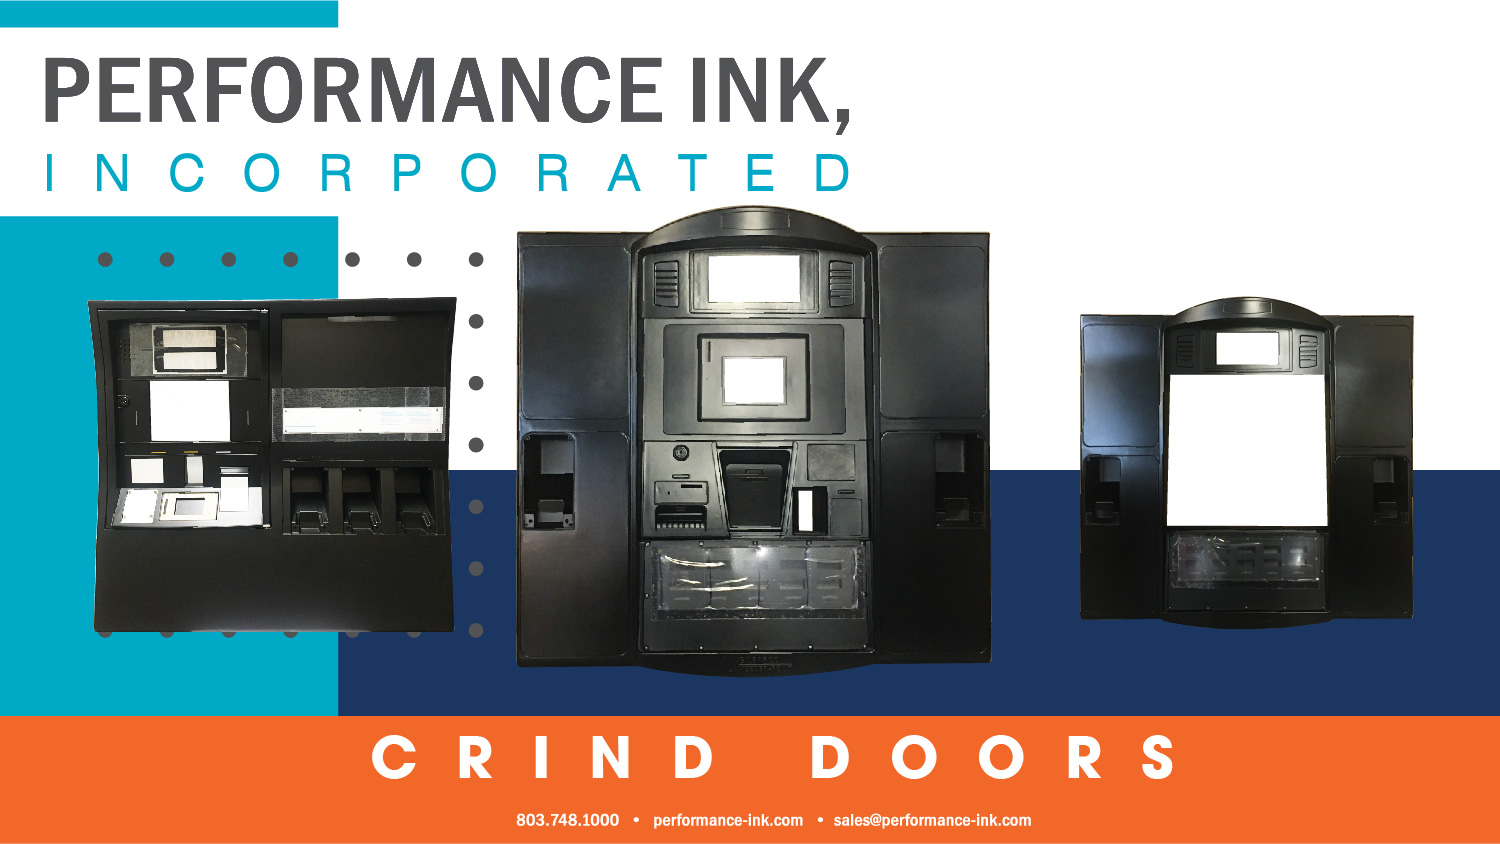 PERFORMANCE INK,
INCORPORATED
CRIND DOORS
803.748.1000 • performance-ink.com • sales@performance-ink.com